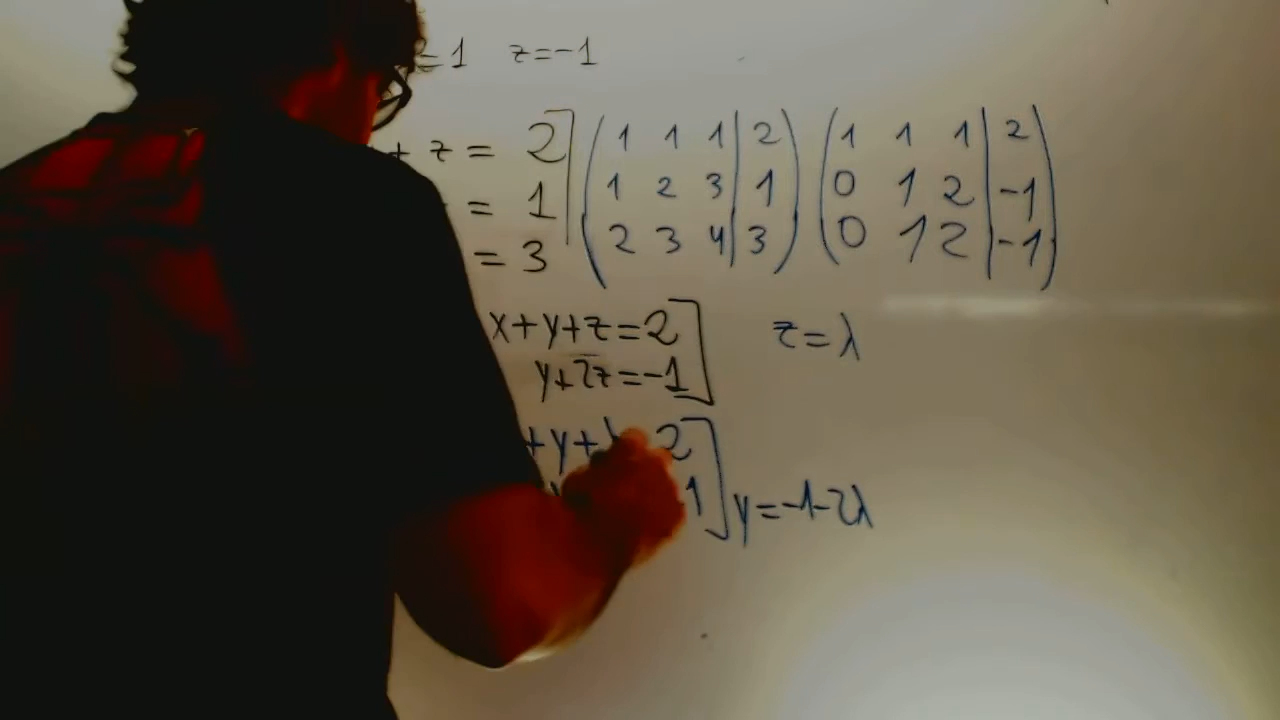 =1 z=-1
+ z = 2] (1 1 1 | 2) (1 1 1 | 2)
= 1 1 2 3 | 1 0 1 2 | -1
= 3 2 3 4 | 3 0 1 2 | -1
x+y+z=2] z=λ
y+2z=-1
+y+ 2]
1 y=-1-2λ